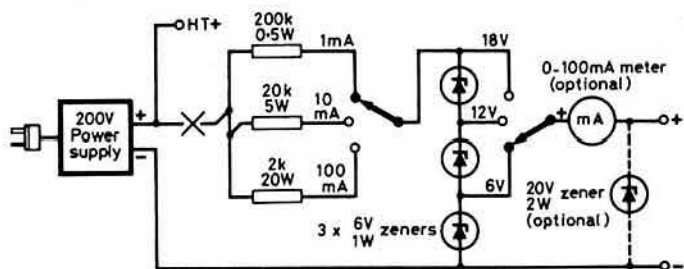 HT+
200k
0·5W
1mA
20k
5W
10
mA
2k
20W
100
mA
200V
Power
supply
+
−
18V
12V
6V
3 x 6V
1W zeners
0-100mA meter
(optional)
+
mA
+
20V
zener
2W
(optional)
−